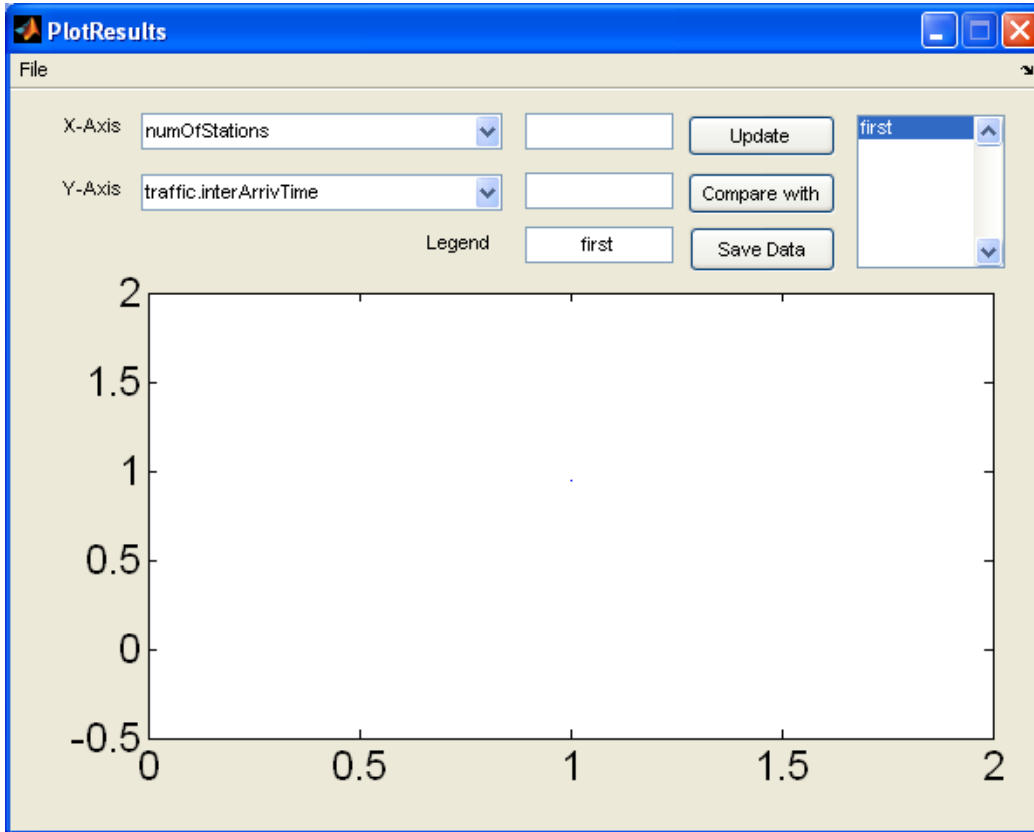 PlotResults
File
X-Axis numOfStations Update first
Y-Axis traffic.interArrivTime Compare with
Legend first Save Data
2
1.5
1
0.5
0
-0.5
0 0.5 1 1.5 2